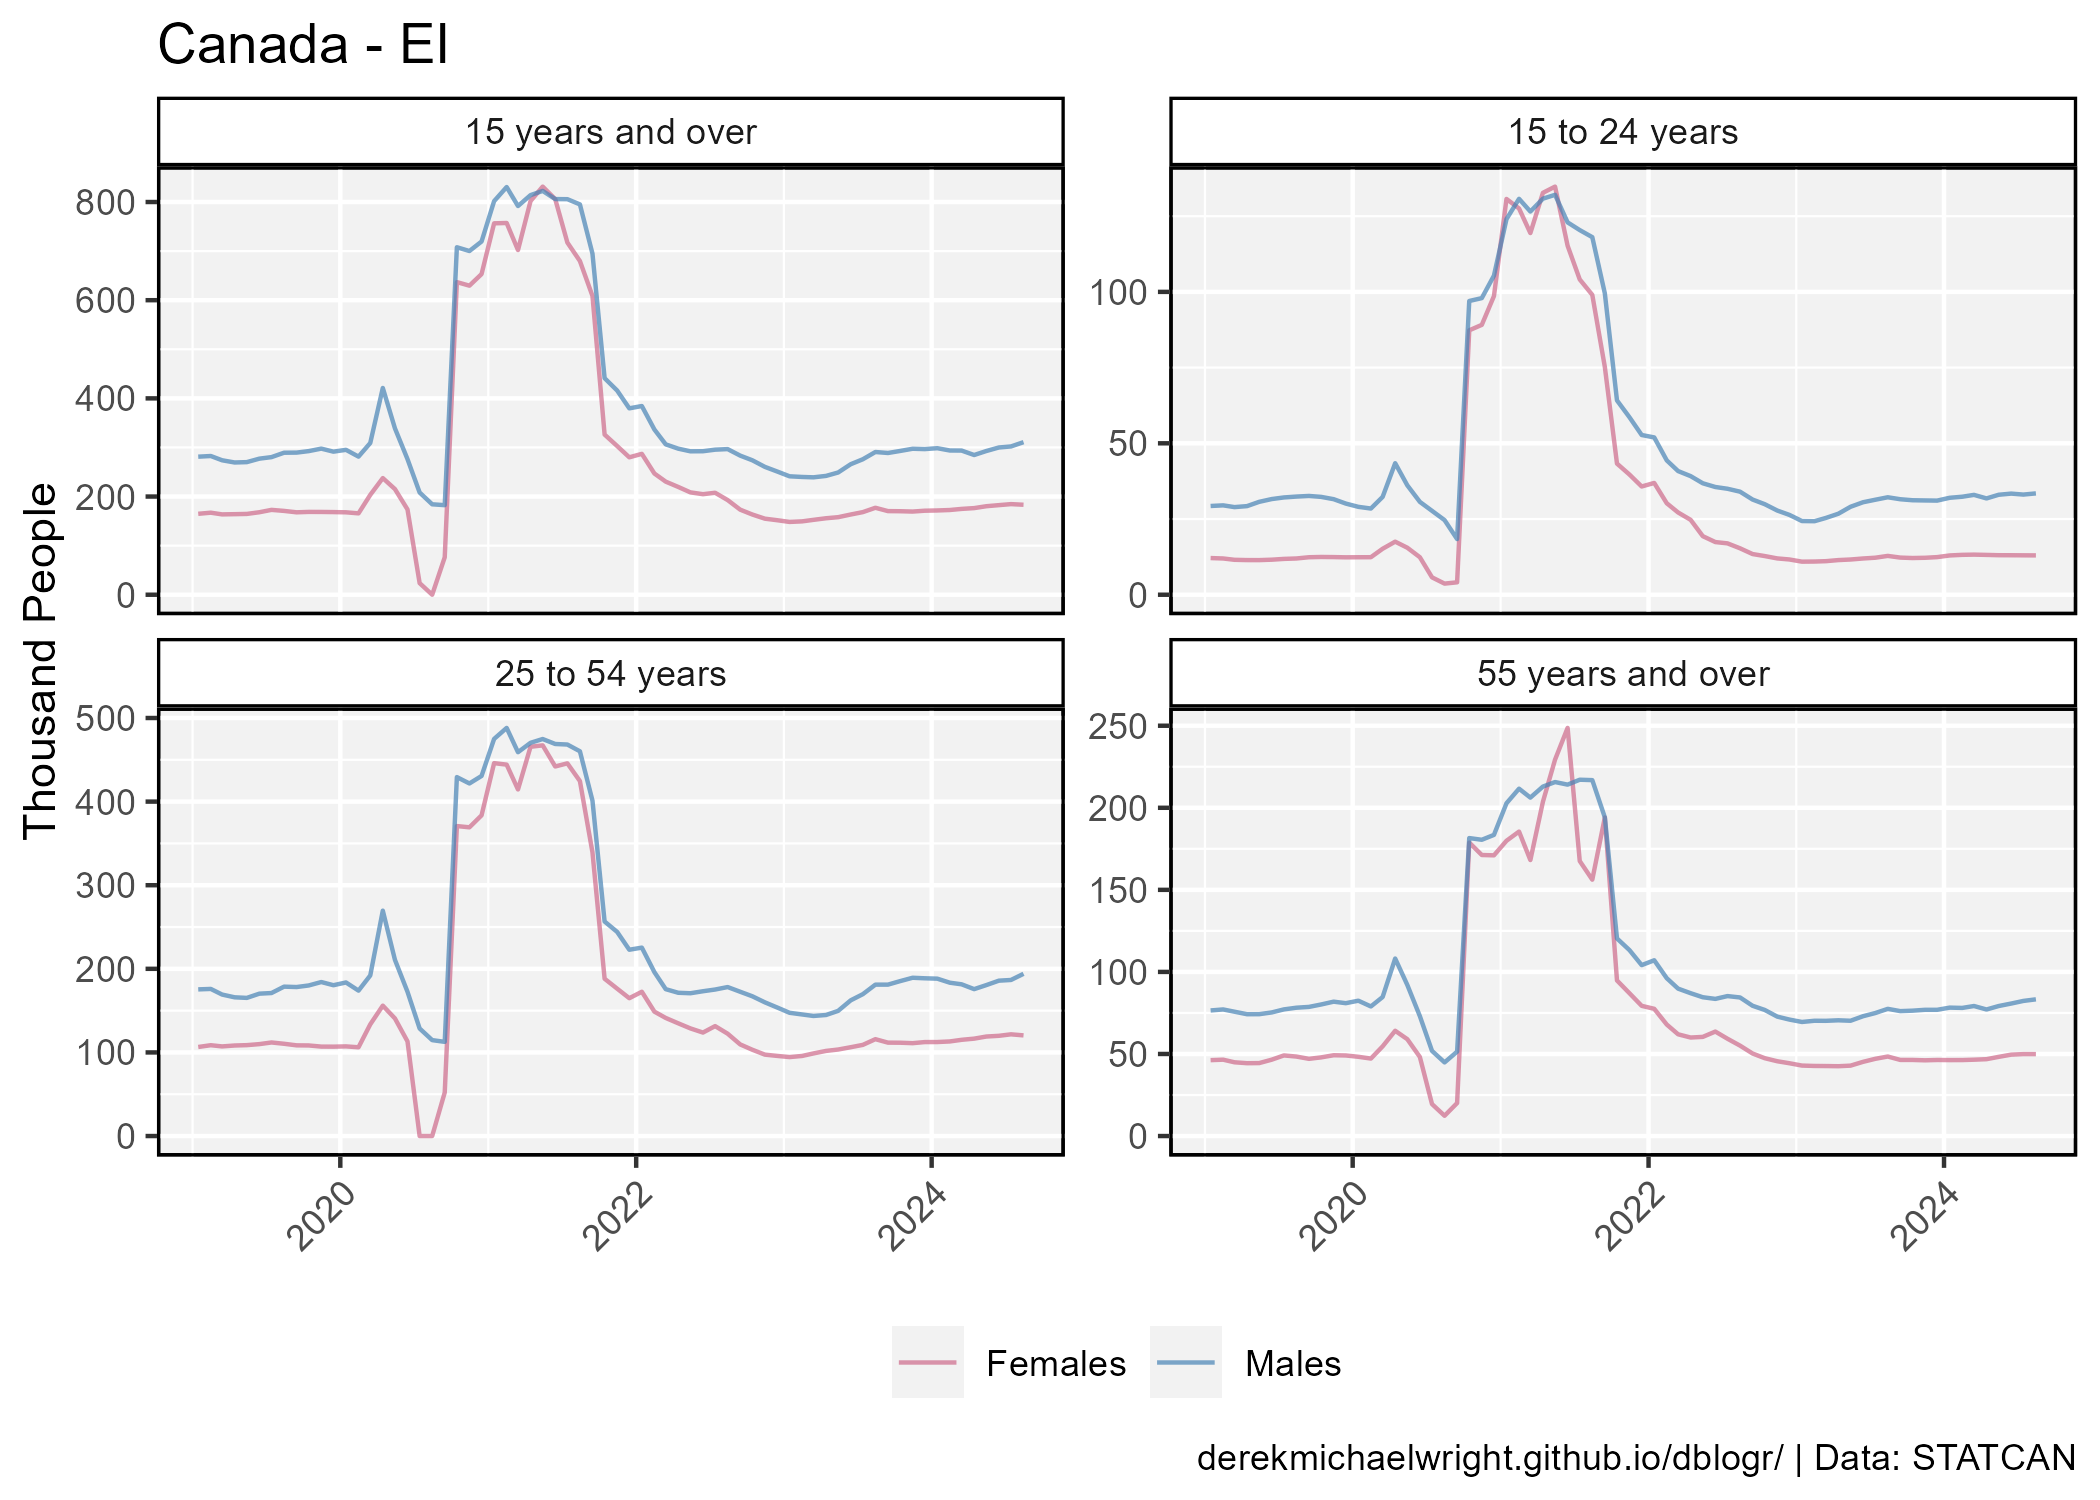 Canada - EI
15 years and over
15 to 24 years
800
600
400
200
0
100
50
0
Thousand People
25 to 54 years
55 years and over
500
400
300
200
100
0
250
200
150
100
50
0
2020
2022
2024
2020
2022
2024
Females
Males
derekmichaelwright.github.io/dblogr/ | Data: STATCAN